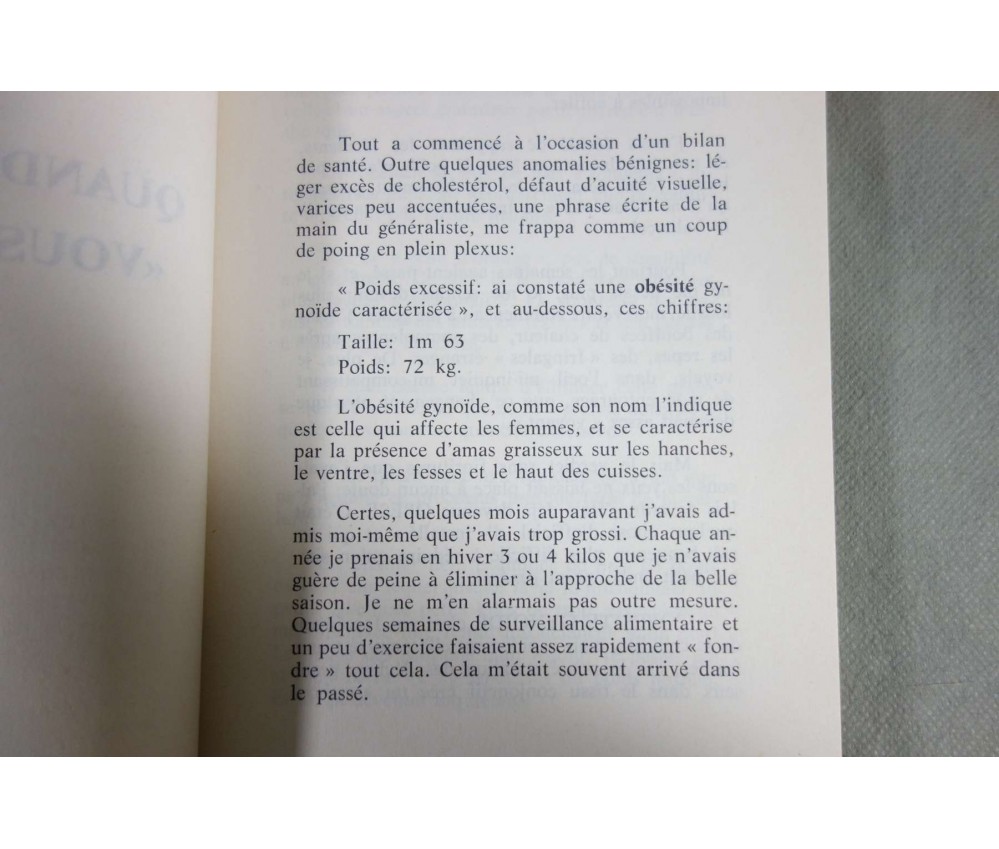 Tout a commencé à l'occasion d'un bilan
de santé. Outre quelques anomalies bénignes: lé-
ger excès de cholestérol, défaut d'acuité visuelle,
varices peu accentuées, une phrase écrite de la
main du généraliste, me frappa comme un coup
de poing en plein plexus:
« Poids excessif: ai constaté une obésité gy-
noïde caractérisée », et au-dessous, ces chiffres:
Taille: 1m 63
Poids: 72 kg.
L'obésité gynoïde, comme son nom l'indique
est celle qui affecte les femmes, et se caractérise
par la présence d'amas graisseux sur les hanches,
le ventre, les fesses et le haut des cuisses.
Certes, quelques mois auparavant j'avais ad-
mis moi-même que j'avais trop grossi. Chaque an-
née je prenais en hiver 3 ou 4 kilos que je n'avais
guère de peine à éliminer à l'approche de la belle
saison. Je ne m'en alarmais pas outre mesure.
Quelques semaines de surveillance alimentaire et
un peu d'exercice faisaient assez rapidement « fon-
dre » tout cela. Cela m'était souvent arrivé dans
le passé.